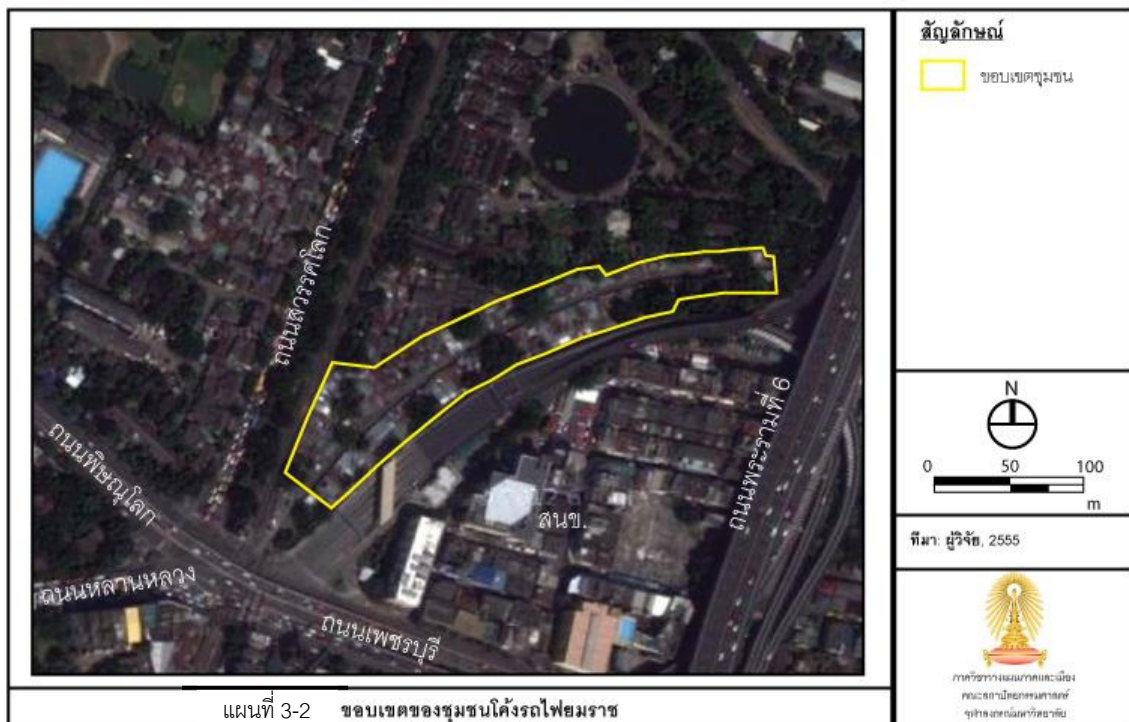 สัญลักษณ์
ขอบเขตชุมชน
ถนนสวรรคโลก
ถนนพระรามที่ 6
ถนนพิษณุโลก
สนข.
ถนนหลานหลวง
ถนนเพชรบุรี
N
0 50 100
m
ที่มา: ผู้วิจัย, 2555
ภาควิชาการวางแผนภาคและเมือง
คณะสถาปัตยกรรมศาสตร์
จุฬาลงกรณ์มหาวิทยาลัย
แผนที่ 3-2 ขอบเขตของชุมชนโค้งรถไฟยมราช